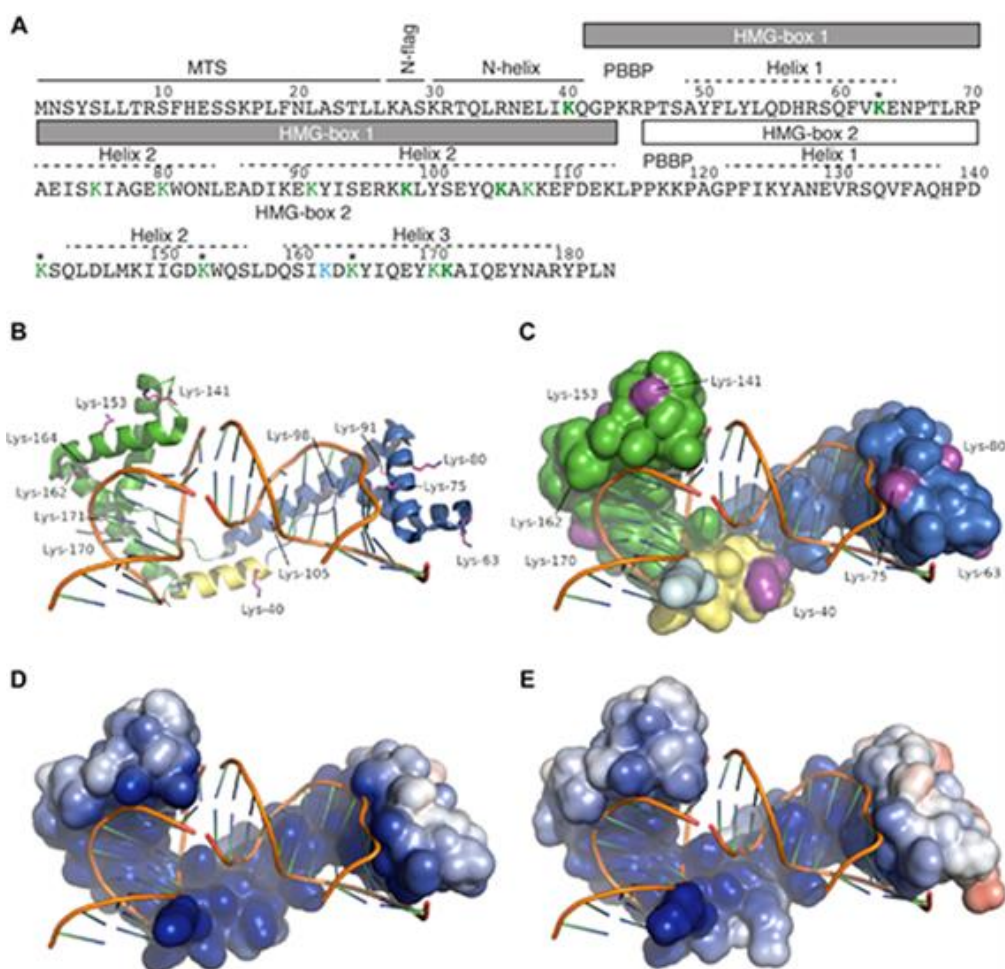 A
HMG-box 1
MTS N-flag N-helix PBBP Helix 1
10 20 30 40 50 60 * 70
MNSYSLLTRSFHESSKPLFNLASTLLKASKRTQLRNELIKQGPKRPTSAYFLYLQDHRSQFVKENPTLRP
HMG-box 1 HMG-box 2
Helix 2 Helix 2 PBBP Helix 1
80 90 100 110 120 130 140
AEISKIAGEKWONLEADIKEKYISERKKLYSEYQKAKKEFDEKLPPKKPAGPFIKYANEVRSQVFAQHPD
HMG-box 2
Helix 2 Helix 3
* 150 * 160 * 170 180
KSQLDLMKIIGDKWQSLDQSIKDKYIQEYKKAIQEYNARYPLN
B
Lys-153
Lys-141
Lys-164
Lys-98
Lys-91
Lys-80
Lys-75
Lys-162
Lys-171
Lys-170
Lys-105
Lys-63
Lys-40
C
Lys-153
Lys-141
Lys-80
Lys-162
Lys-170
Lys-75
Lys-63
Lys-40
D
E